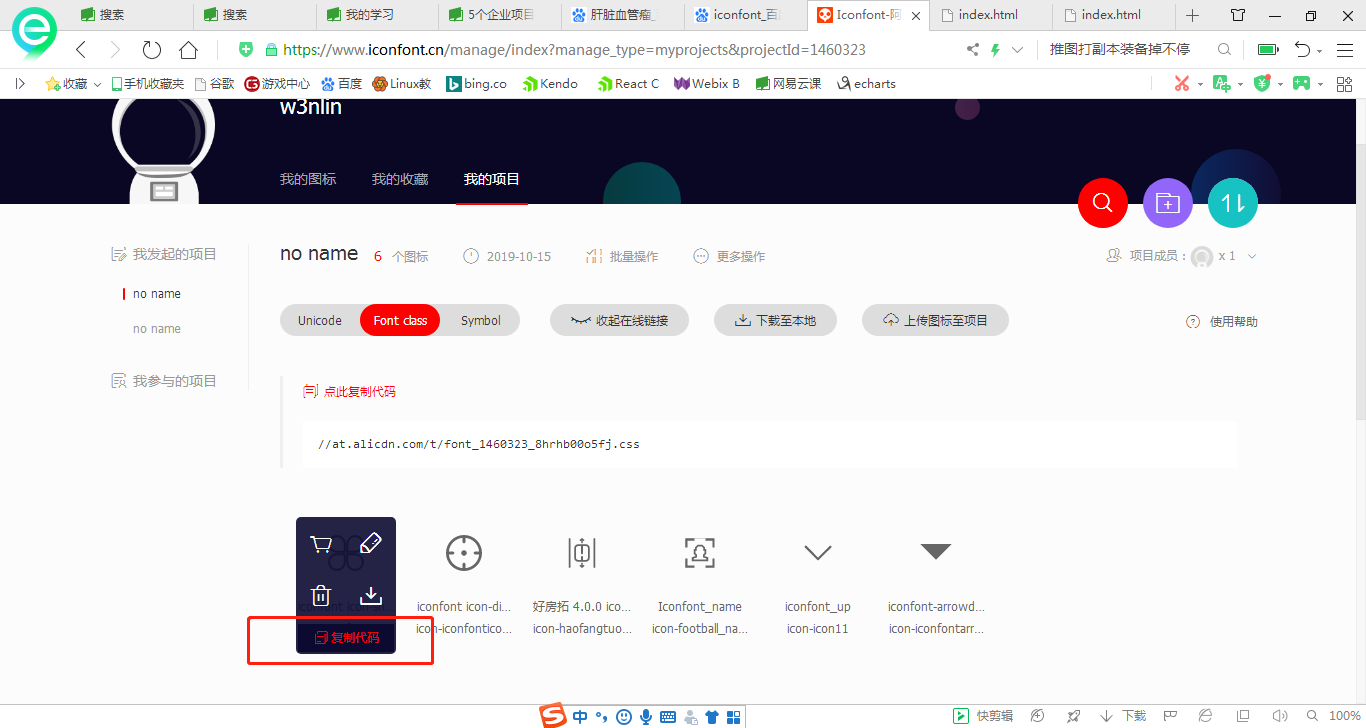 搜索 搜索 我的学习 5个企业项目 肝脏血管瘤_ iconfont_百 Iconfont-阿 index.html index.html
https://www.iconfont.cn/manage/index?manage_type=myprojects&projectId=1460323 推图打副本装备掉不停
收藏 手机收藏夹 谷歌 游戏中心 百度 Linux教 bing.co Kendo React C Webix B 网易云课 echarts
w3nlin
我的图标 我的收藏 我的项目
我发起的项目
no name
no name
我参与的项目
no name 6 个图标 2019-10-15 批量操作 更多操作 项目成员： x 1
Unicode Font class Symbol 收起在线链接 下载至本地 上传图标至项目 使用帮助
点此复制代码
//at.alicdn.com/t/font_1460323_8hrhb00o5fj.css
iconfont icon-di... 好房拓 4.0.0 ico... Iconfont_name iconfont_up iconfont-arrowd...
icon-iconfontico... icon-haofangtuo... icon-football_na... icon-icon11 icon-iconfontarr...
复制代码
中
快剪辑 下载 100%